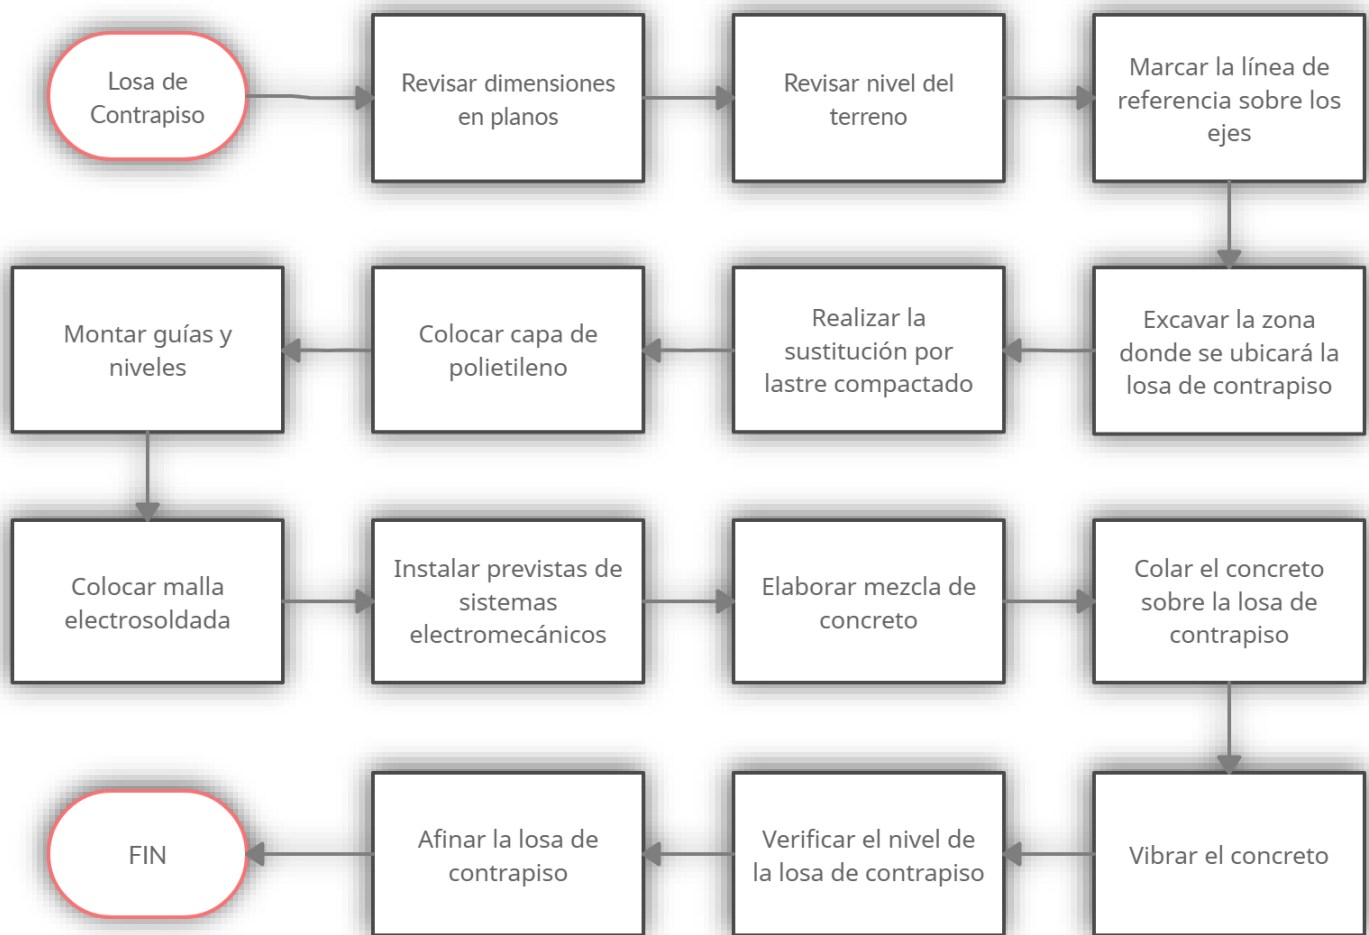 Losa de
Contrapiso
Revisar dimensiones
en planos
Revisar nivel del
terreno
Marcar la línea de
referencia sobre los
ejes
Excavar la zona
donde se ubicará la
losa de contrapiso
Realizar la
sustitución por
lastre compactado
Colocar capa de
polietileno
Montar guías y
niveles
Colocar malla
electrosoldada
Instalar previstas de
sistemas
electromecánicos
Elaborar mezcla de
concreto
Colar el concreto
sobre la losa de
contrapiso
Vibrar el concreto
Verificar el nivel de
la losa de contrapiso
Afinar la losa de
contrapiso
FIN